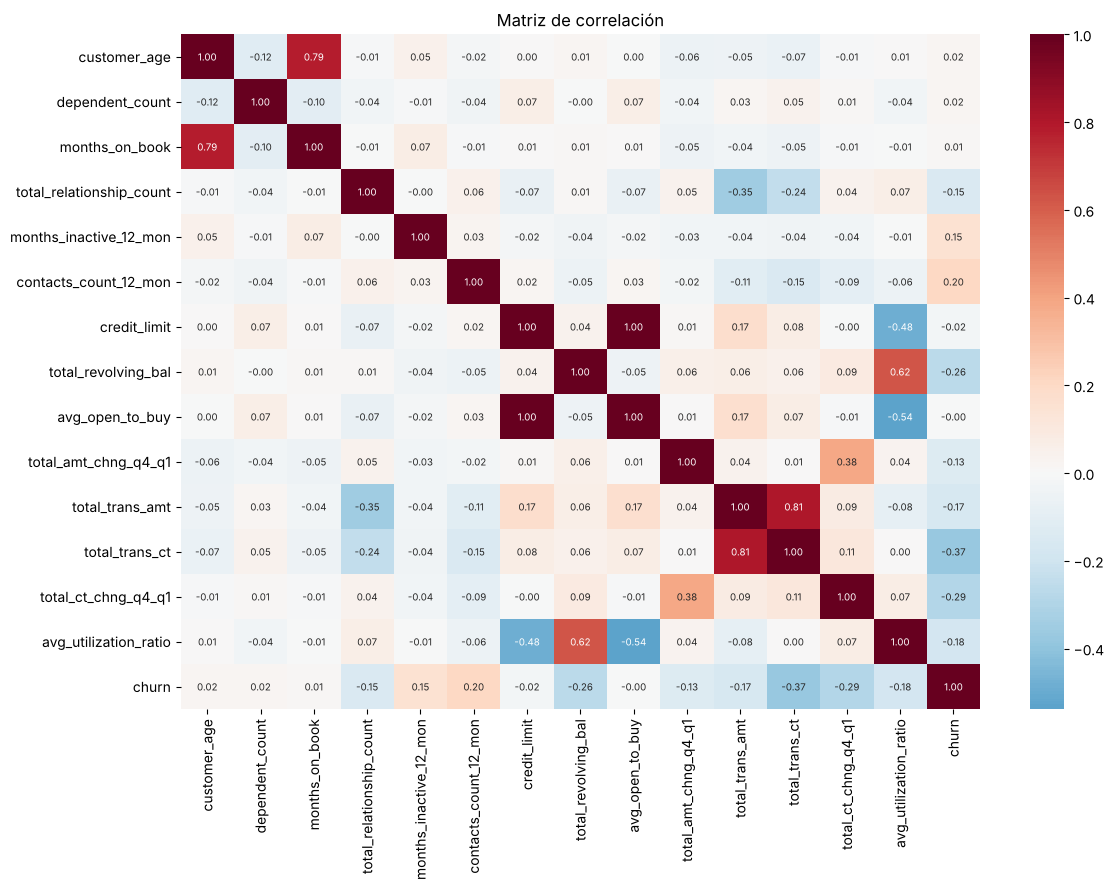 Matriz de correlación
customer_age 1.00 -0.12 0.79 -0.01 0.05 -0.02 0.00 0.01 0.00 -0.06 -0.05 -0.07 -0.01 0.01 0.02
dependent_count -0.12 1.00 -0.10 -0.04 -0.01 -0.04 0.07 -0.00 0.07 -0.04 0.03 0.05 0.01 -0.04 0.02
months_on_book 0.79 -0.10 1.00 -0.01 0.07 -0.01 0.01 0.01 0.01 -0.05 -0.04 -0.05 -0.01 -0.01 0.01
total_relationship_count -0.01 -0.04 -0.01 1.00 -0.00 0.06 -0.07 0.01 -0.07 0.05 -0.35 -0.24 0.04 0.07 -0.15
months_inactive_12_mon 0.05 -0.01 0.07 -0.00 1.00 0.03 -0.02 -0.04 -0.02 -0.03 -0.04 -0.04 -0.04 -0.01 0.15
contacts_count_12_mon -0.02 -0.04 -0.01 0.06 0.03 1.00 0.02 -0.05 0.03 -0.02 -0.11 -0.15 -0.09 -0.06 0.20
credit_limit 0.00 0.07 0.01 -0.07 -0.02 0.02 1.00 0.04 1.00 0.01 0.17 0.08 -0.00 -0.48 -0.02
total_revolving_bal 0.01 -0.00 0.01 0.01 -0.04 -0.05 0.04 1.00 -0.05 0.06 0.06 0.06 0.09 0.62 -0.26
avg_open_to_buy 0.00 0.07 0.01 -0.07 -0.02 0.03 1.00 -0.05 1.00 0.01 0.17 0.07 -0.01 -0.54 -0.00
total_amt_chng_q4_q1 -0.06 -0.04 -0.05 0.05 -0.03 -0.02 0.01 0.06 0.01 1.00 0.04 0.01 0.38 0.04 -0.13
total_trans_amt -0.05 0.03 -0.04 -0.35 -0.04 -0.11 0.17 0.06 0.17 0.04 1.00 0.81 0.09 -0.08 -0.17
total_trans_ct -0.07 0.05 -0.05 -0.24 -0.04 -0.15 0.08 0.06 0.07 0.01 0.81 1.00 0.11 0.00 -0.37
total_ct_chng_q4_q1 -0.01 0.01 -0.01 0.04 -0.04 -0.09 -0.00 0.09 -0.01 0.38 0.09 0.11 1.00 0.07 -0.29
avg_utilization_ratio 0.01 -0.04 -0.01 0.07 -0.01 -0.06 -0.48 0.62 -0.54 0.04 -0.08 0.00 0.07 1.00 -0.18
churn 0.02 0.02 0.01 -0.15 0.15 0.20 -0.02 -0.26 -0.00 -0.13 -0.17 -0.37 -0.29 -0.18 1.00
customer_age
dependent_count
months_on_book
total_relationship_count
months_inactive_12_mon
contacts_count_12_mon
credit_limit
total_revolving_bal
avg_open_to_buy
total_amt_chng_q4_q1
total_trans_amt
total_trans_ct
total_ct_chng_q4_q1
avg_utilization_ratio
churn
1.0
0.8
0.6
0.4
0.2
0.0
−0.2
−0.4